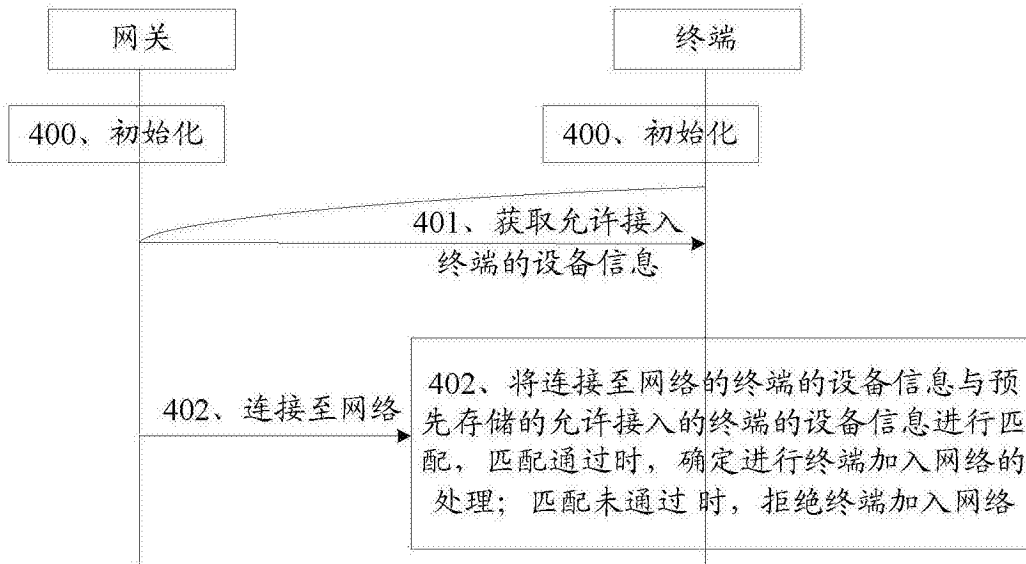 网关
终端
400、初始化
400、初始化
401、获取允许接入
终端的设备信息
402、连接至网络
402、将连接至网络的终端的设备信息与预
先存储的允许接入的终端的设备信息进行匹
配，匹配通过时，确定进行终端加入网络的
处理；匹配未通过时，拒绝终端加入网络